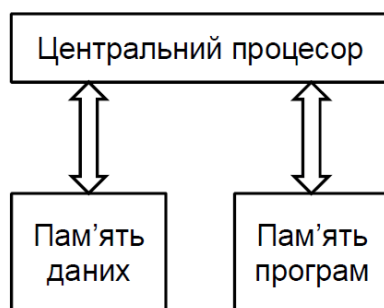 Центральний процесор
Пам’ять
даних
Пам’ять
програм